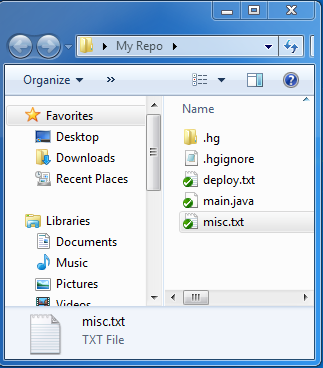 My Repo
Organize
»
Name
Favorites
Desktop
Downloads
Recent Places
Libraries
Documents
Music
Pictures
Videos
.hg
.hgignore
deploy.txt
main.java
misc.txt
misc.txt
TXT File